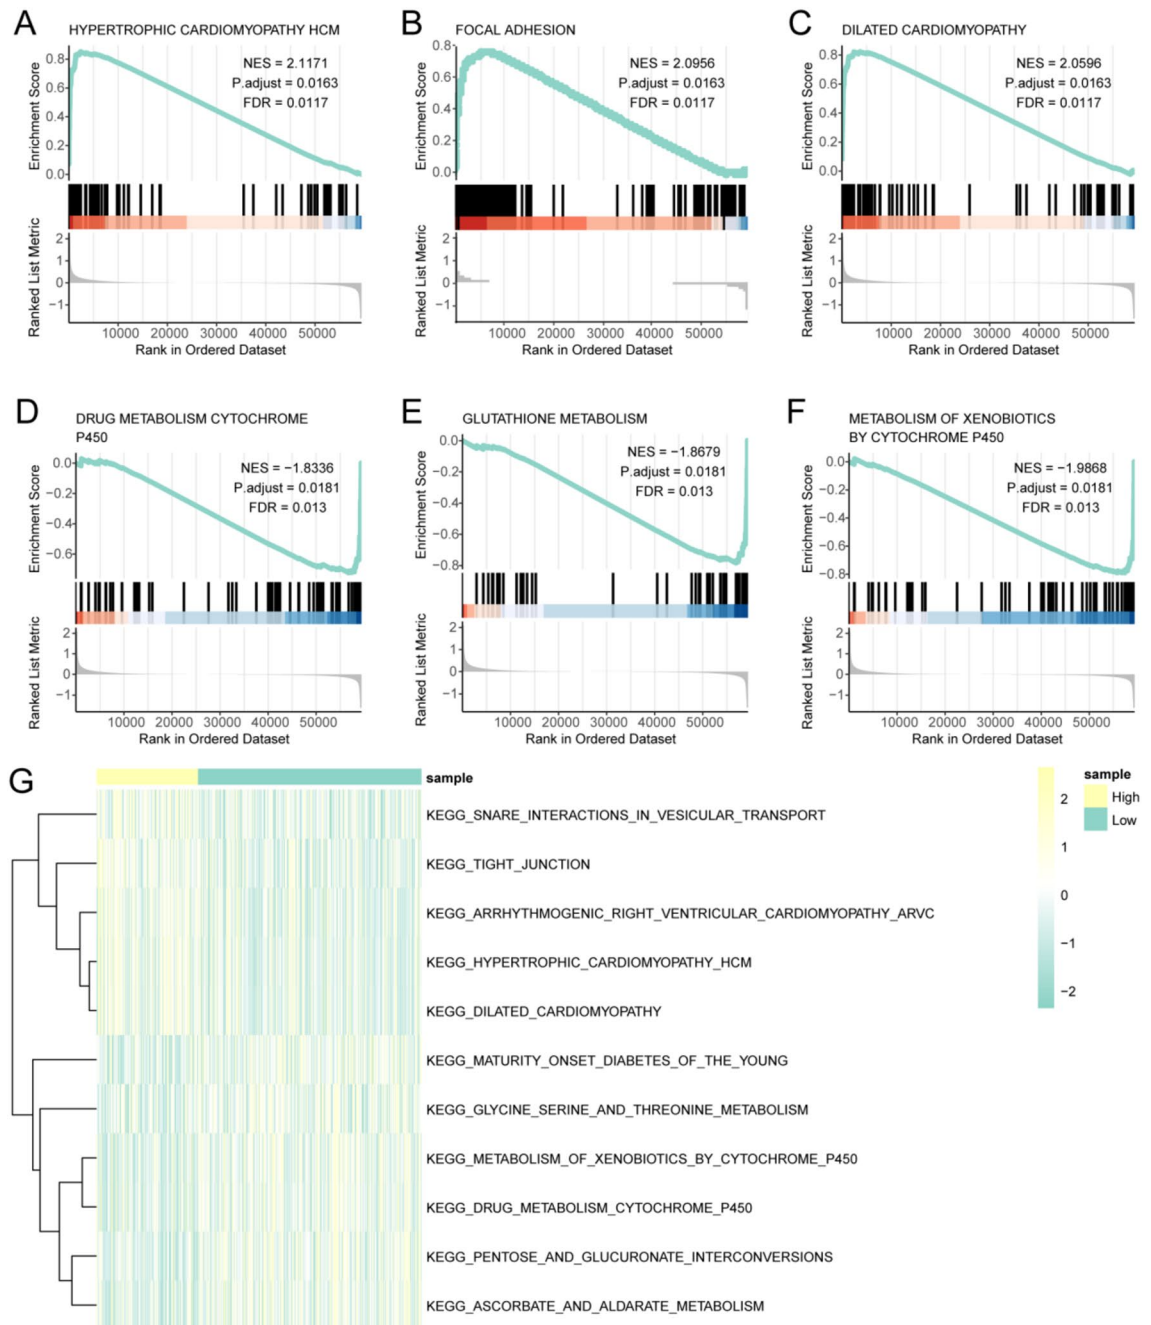 A
HYPERTROPHIC CARDIOMYOPATHY HCM
NES = 2.1171
P.adjust = 0.0163
FDR = 0.0117
Enrichment Score
0.8
0.6
0.4
0.2
0.0
Ranked List Metric
2
1
0
−1
10000 20000 30000 40000 50000
Rank in Ordered Dataset
B
FOCAL ADHESION
NES = 2.0956
P.adjust = 0.0163
FDR = 0.0117
Enrichment Score
0.8
0.6
0.4
0.2
0.0
Ranked List Metric
2
1
0
−1
10000 20000 30000 40000 50000
Rank in Ordered Dataset
C
DILATED CARDIOMYOPATHY
NES = 2.0596
P.adjust = 0.0163
FDR = 0.0117
Enrichment Score
0.8
0.6
0.4
0.2
0.0
Ranked List Metric
2
1
0
−1
10000 20000 30000 40000 50000
Rank in Ordered Dataset
D
DRUG METABOLISM CYTOCHROME
P450
NES = −1.8336
P.adjust = 0.0181
FDR = 0.013
Enrichment Score
0.0
−0.2
−0.4
−0.6
Ranked List Metric
2
1
0
−1
10000 20000 30000 40000 50000
Rank in Ordered Dataset
E
GLUTATHIONE METABOLISM
NES = −1.8679
P.adjust = 0.0181
FDR = 0.013
Enrichment Score
0.0
−0.2
−0.4
−0.6
−0.8
Ranked List Metric
2
1
0
−1
10000 20000 30000 40000 50000
Rank in Ordered Dataset
F
METABOLISM OF XENOBIOTICS
BY CYTOCHROME P450
NES = −1.9868
P.adjust = 0.0181
FDR = 0.013
Enrichment Score
0.0
−0.2
−0.4
−0.6
−0.8
Ranked List Metric
2
1
0
−1
10000 20000 30000 40000 50000
Rank in Ordered Dataset
G
sample
KEGG_SNARE_INTERACTIONS_IN_VESICULAR_TRANSPORT
KEGG_TIGHT_JUNCTION
KEGG_ARRHYTHMOGENIC_RIGHT_VENTRICULAR_CARDIOMYOPATHY_ARVC
KEGG_HYPERTROPHIC_CARDIOMYOPATHY_HCM
KEGG_DILATED_CARDIOMYOPATHY
KEGG_MATURITY_ONSET_DIABETES_OF_THE_YOUNG
KEGG_GLYCINE_SERINE_AND_THREONINE_METABOLISM
KEGG_METABOLISM_OF_XENOBIOTICS_BY_CYTOCHROME_P450
KEGG_DRUG_METABOLISM_CYTOCHROME_P450
KEGG_PENTOSE_AND_GLUCURONATE_INTERCONVERSIONS
KEGG_ASCORBATE_AND_ALDARATE_METABOLISM
2
1
0
−1
−2
sample
High
Low